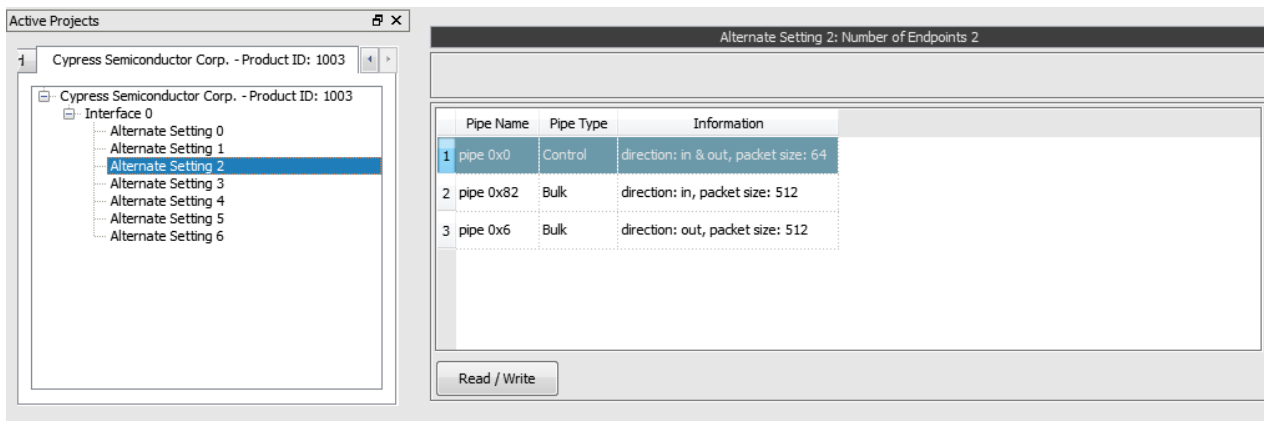 Active Projects
Cypress Semiconductor Corp. - Product ID: 1003
Cypress Semiconductor Corp. - Product ID: 1003
Interface 0
Alternate Setting 0
Alternate Setting 1
Alternate Setting 2
Alternate Setting 3
Alternate Setting 4
Alternate Setting 5
Alternate Setting 6
Alternate Setting 2: Number of Endpoints 2
Pipe Name Pipe Type Information
1 pipe 0x0 Control direction: in & out, packet size: 64
2 pipe 0x82 Bulk direction: in, packet size: 512
3 pipe 0x6 Bulk direction: out, packet size: 512
Read / Write